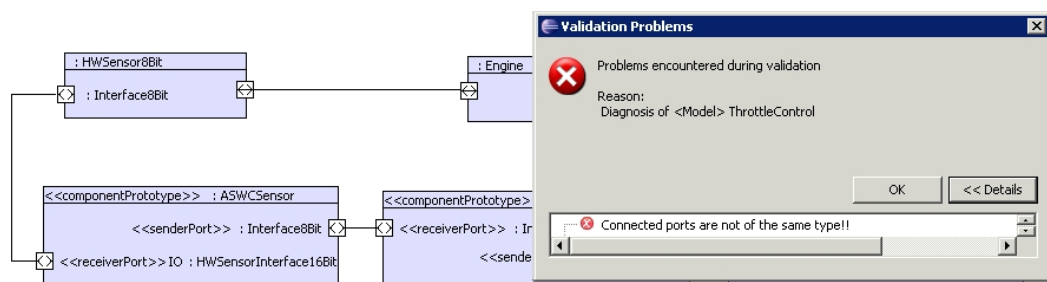 : HWSensor8Bit
: Interface8Bit
: Engine
<<componentPrototype>> : ASWCSensor
<<senderPort>> : Interface8Bit
<<receiverPort>> IO : HWSensorInterface16Bit
<<componentPrototype>
<<receiverPort>> : In
<<sende
Validation Problems
Problems encountered during validation
Reason:
Diagnosis of <Model> ThrottleControl
OK
<< Details
Connected ports are not of the same type!!